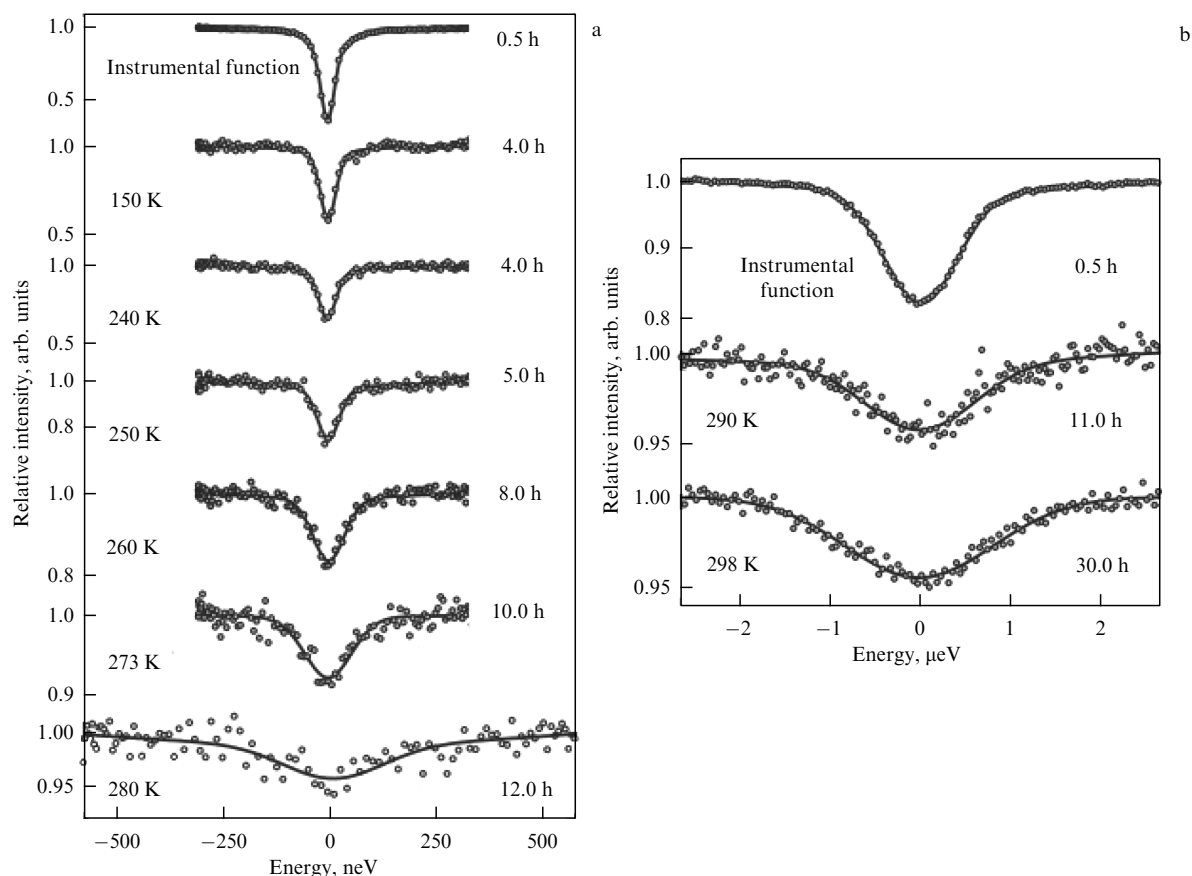 a
Relative intensity, arb. units
1.0
0.5 h
Instrumental function
0.5
1.0
4.0 h
150 K
0.5
1.0
4.0 h
240 K
0.5
1.0
5.0 h
0.8
250 K
1.0
8.0 h
260 K
0.8
1.0
10.0 h
273 K
0.9
1.00
0.95
280 K
12.0 h
−500 −250 0 250 500
Energy, neV
b
Relative intensity, arb. units
1.0
0.9
Instrumental
function
0.5 h
0.8
1.00
290 K
11.0 h
0.95
1.00
298 K
30.0 h
0.95
−2 −1 0 1 2
Energy, μeV